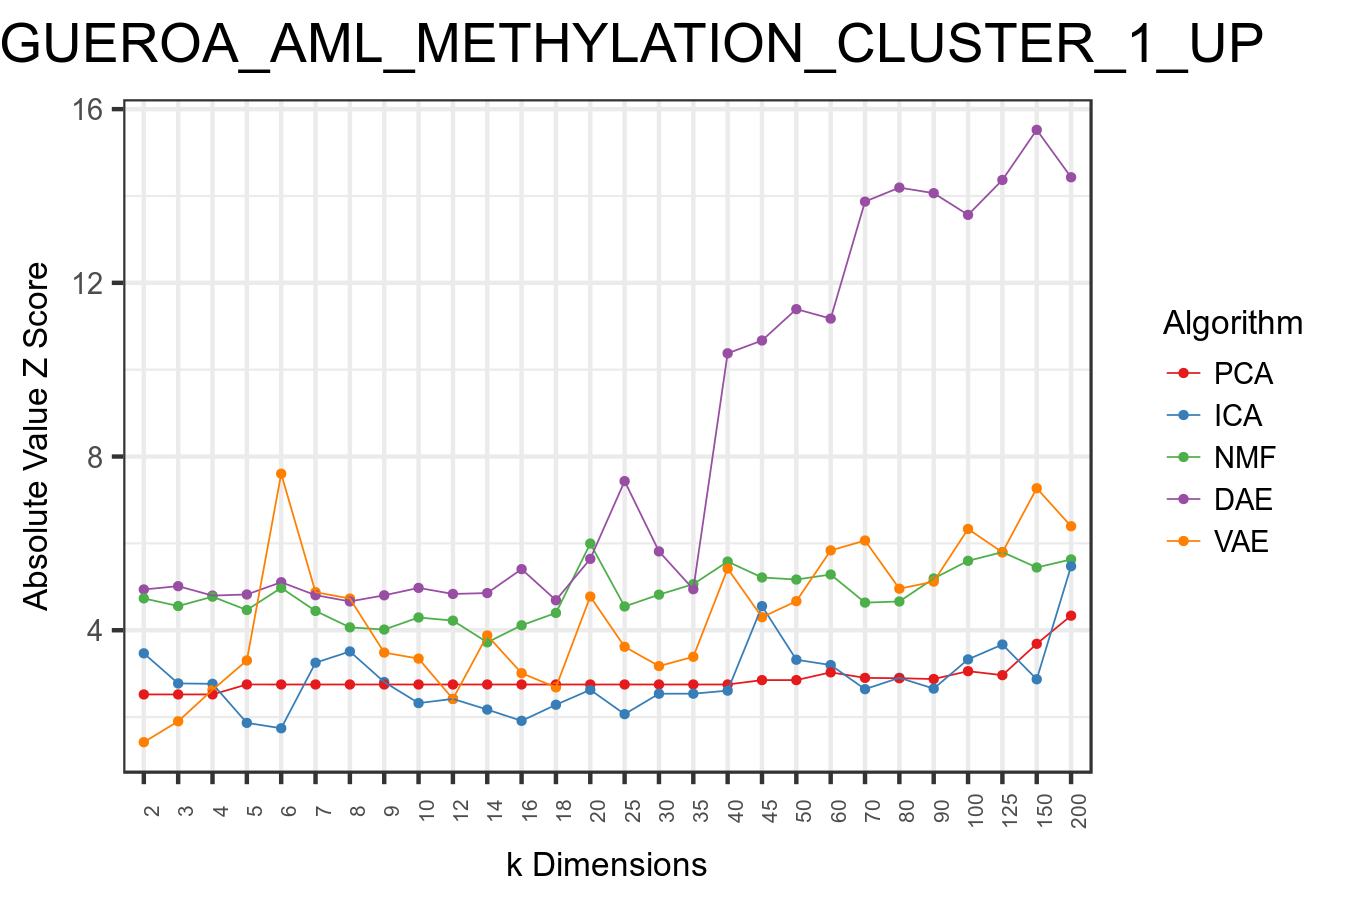 GUEROA_AML_METHYLATION_CLUSTER_1_UP
16
12
8
4
Absolute Value Z Score
2 3 4 5 6 7 8 9 10 12 14 16 18 20 25 30 35 40 45 50 60 70 80 90 100 125 150 200
k Dimensions
Algorithm
PCA
ICA
NMF
DAE
VAE